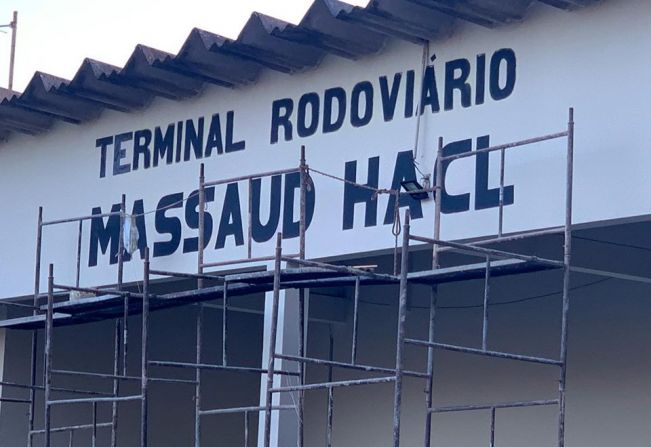 TERMINAL RODOVIÁRIO
MASSAUD HACL